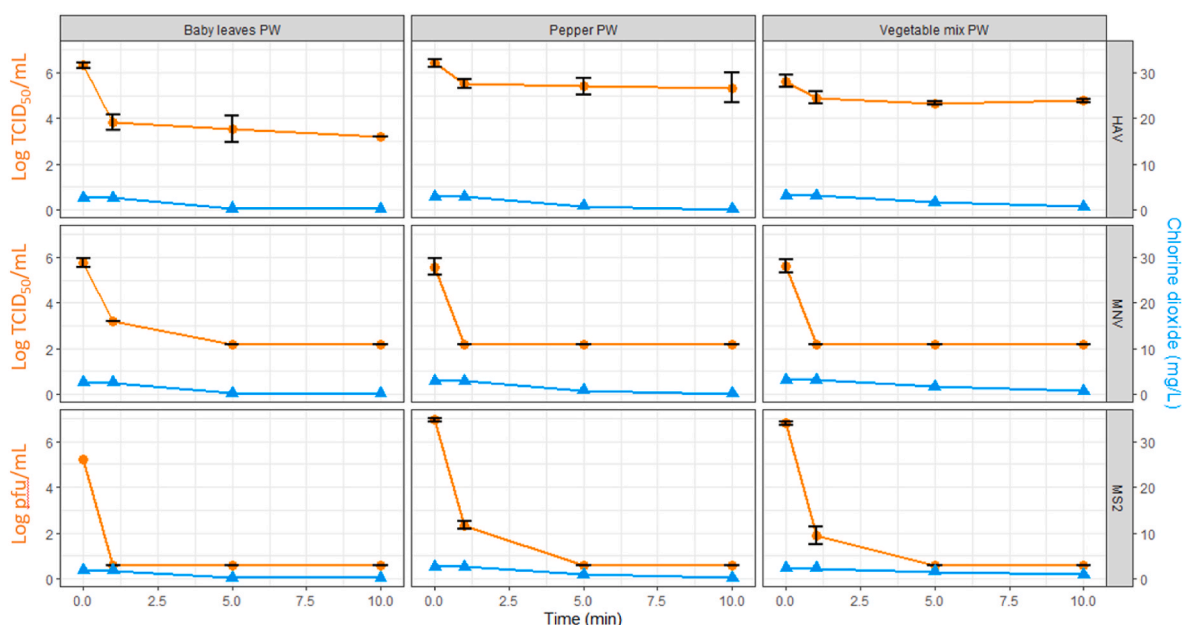 Baby leaves PW Pepper PW Vegetable mix PW
Log TCID50/mL
6
4
2
0
30
20
10
0
HAV
Log TCID50/mL
6
4
2
0
30
20
10
0
MNV
Chlorine dioxide (mg/L)
Log pfu/mL
6
4
2
0
30
20
10
0
MS2
0.0 2.5 5.0 7.5 10.0 0.0 2.5 5.0 7.5 10.0 0.0 2.5 5.0 7.5 10.0
Time (min)